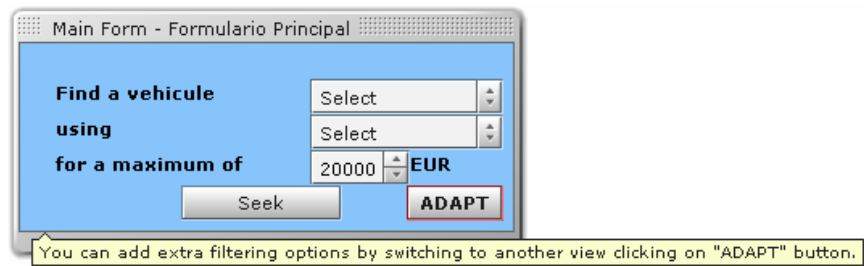 Main Form - Formulario Principal
Find a vehicule Select
using Select
for a maximum of 20000 EUR
Seek ADAPT
You can add extra filtering options by switching to another view clicking on "ADAPT" button.